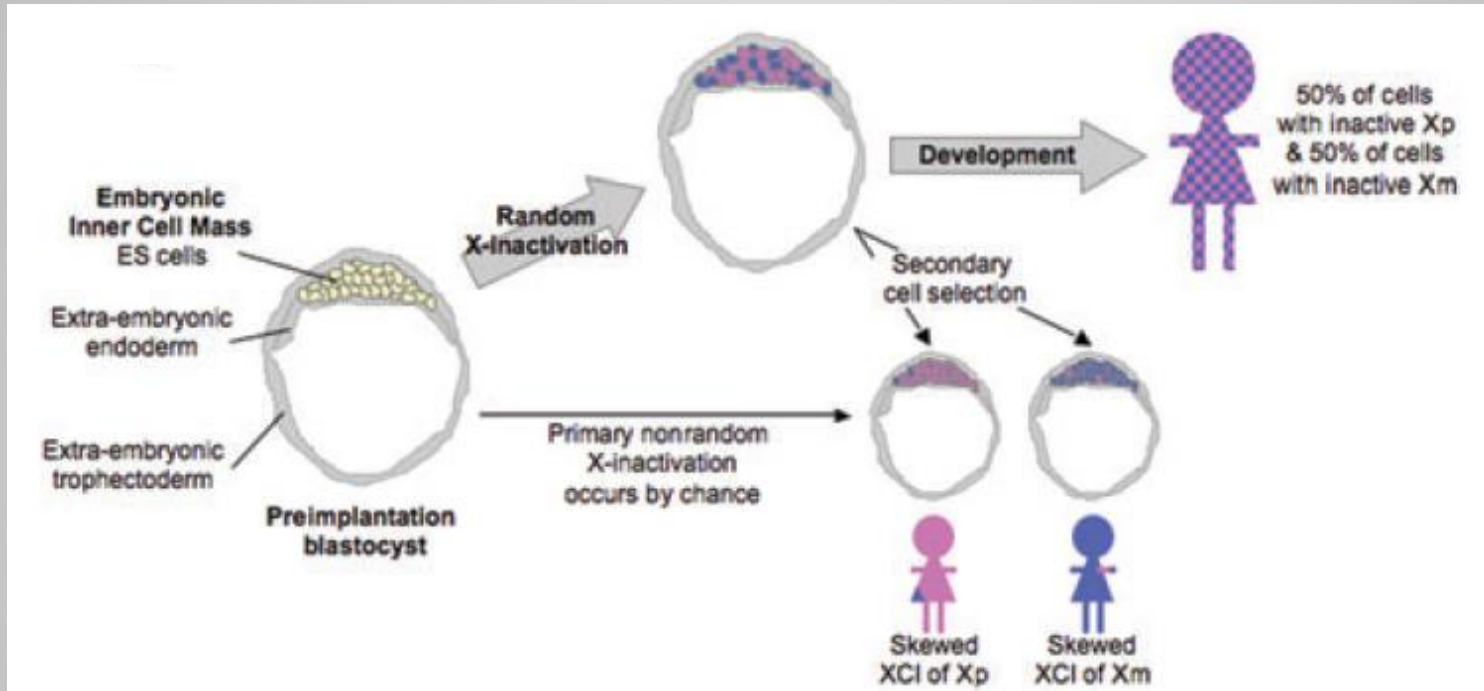 Embryonic
Inner Cell Mass
ES cells
Extra-embryonic
endoderm
Extra-embryonic
trophectoderm
Preimplantation
blastocyst
Random
X-inactivation
Development
50% of cells
with inactive Xp
& 50% of cells
with inactive Xm
Secondary
cell selection
Primary nonrandom
X-inactivation
occurs by chance
Skewed
XCI of Xp
Skewed
XCI of Xm